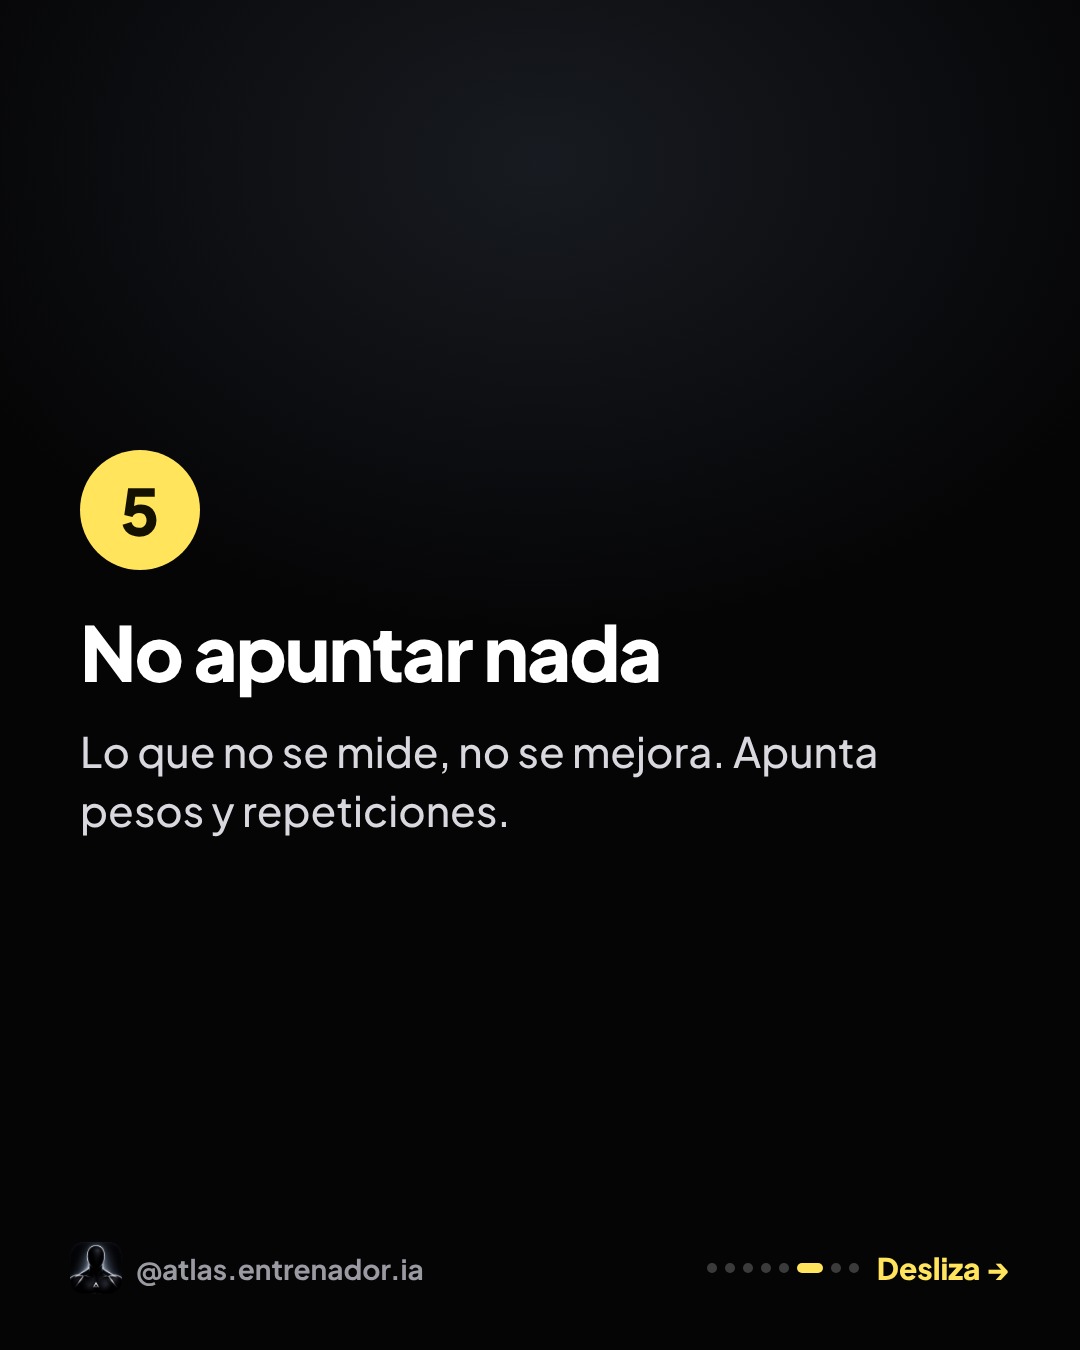 5
No apuntar nada
Lo que no se mide, no se mejora. Apunta
pesos y repeticiones.
@atlas.entrenador.ia
Desliza →